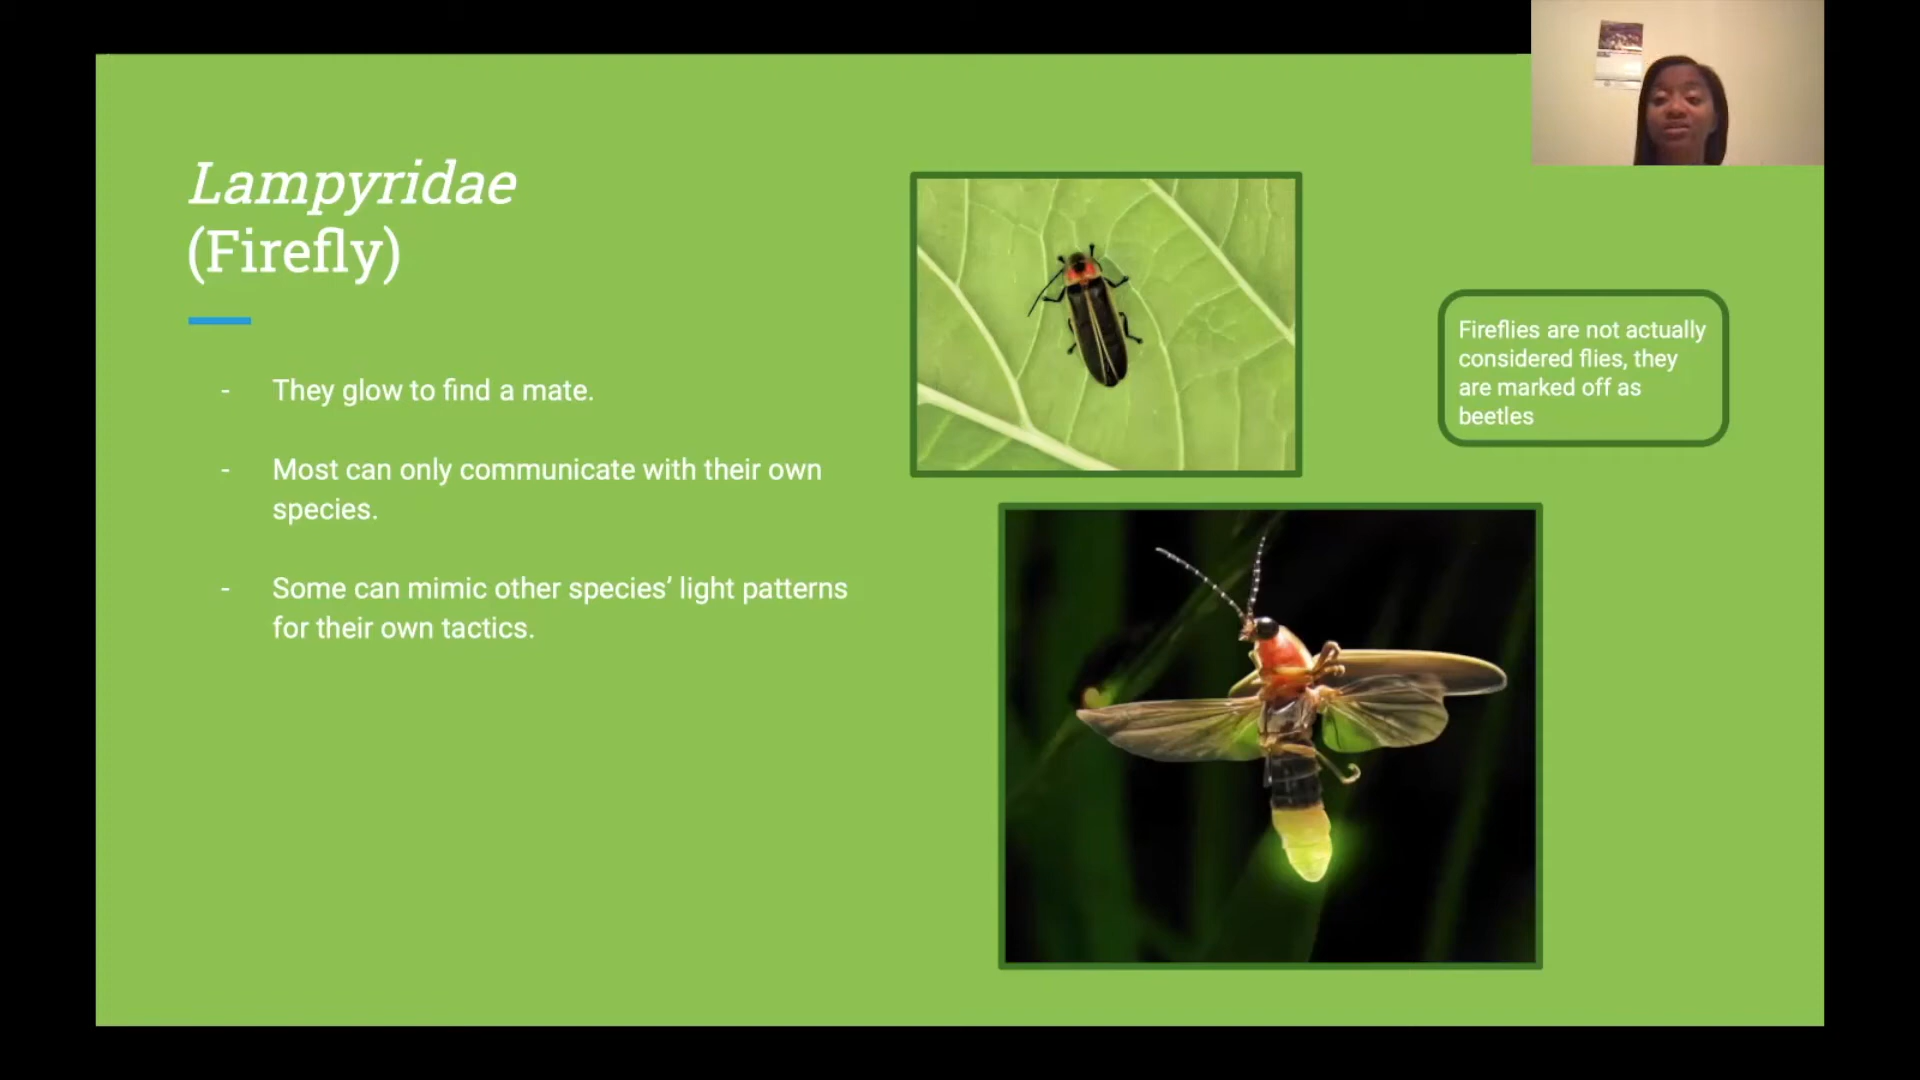 Lampyridae
(Firefly)
- They glow to find a mate.
- Most can only communicate with their own
species.
- Some can mimic other species’ light patterns
for their own tactics.
Fireflies are not actually
considered flies, they
are marked off as
beetles